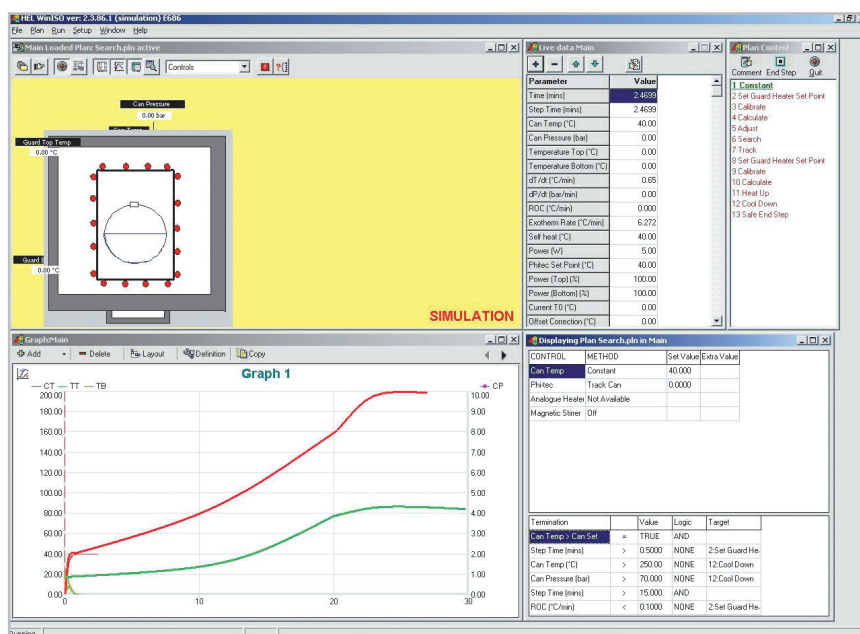 HEL WinISO ver: 2.3.86.1 (simulation) E686
File Plan Run Setup Window Help
Main Loaded Plan: Search.pln active
Controls
Can Pressure
0.00 bar
Guard Top Temp
0.00 °C
0.00 °C
SIMULATION
Live data Main
Parameter Value
Time (mins) 2.4699
Step Time (mins) 2.4699
Can Temp (°C) 40.00
Can Pressure (bar) 0.00
Temperature Top (°C) 0.00
Temperature Bottom (°C) 0.00
dT/dt (°C/min) 0.65
dP/dt (bar/min) 0.00
ROC (°C/min) 0.000
Exotherm Rate (°C/min) 6.272
Self heat (°C) 40.00
Power (W) 5.00
Phitec Set Point (°C) 40.00
Power (Top) (%) 100.00
Power (Bottom) (%) 100.00
Current T0 (°C) 0.00
Offset Correction (°C) 0.00
Plan Control
Comment End Step Quit
1 Constant
2 Set Guard Heater Set Point
3 Calibrate
4 Calculate
5 Adjust
6 Search
7 Track
8 Set Guard Heater Set Point
9 Calibrate
10 Calculate
11 Heat Up
12 Cool Down
13 Safe End Step
Graph:Main
Add Delete Layout Definition Copy
Graph 1
CT TT TB CP
200.00 10.00
180.00 9.00
160.00 8.00
140.00 7.00
120.00 6.00
100.00 5.00
80.00 4.00
60.00 3.00
40.00 2.00
20.00 1.00
0.00 0.00
0 10 20 30
Displaying Plan Search.pln in Main
CONTROL METHOD Set Value Extra Value
Can Temp Constant 40.000
Phi-tec Track Can 0.0000
Analogue Heater Not Available
Magnetic Stirrer Off
Termination Value Logic Target
Can Temp > Can Set = TRUE AND
Step Time (mins) > 0.5000 NONE 2:Set Guard He-
Can Temp (°C) > 250.00 NONE 12:Cool Down
Can Pressure (bar) > 70.000 NONE 12:Cool Down
Step Time (mins) > 15.000 AND
ROC (°C/min) < 0.1000 NONE 2:Set Guard He-